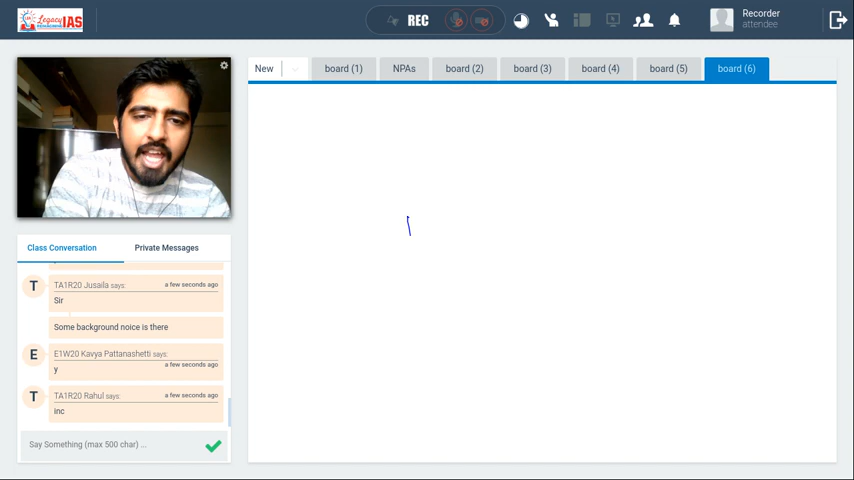 Legacy IAS
REC
Recorder
attendee
New
board (1)
NPAs
board (2)
board (3)
board (4)
board (5)
board (6)
Class Conversation
Private Messages
T
TA1R20 Jusaila says:
a few seconds ago
Sir
Some background noice is there
E
E1W20 Kavya Pattanashetti says:
a few seconds ago
y
T
TA1R20 Rahul says:
a few seconds ago
inc
Say Something (max 500 char) ...